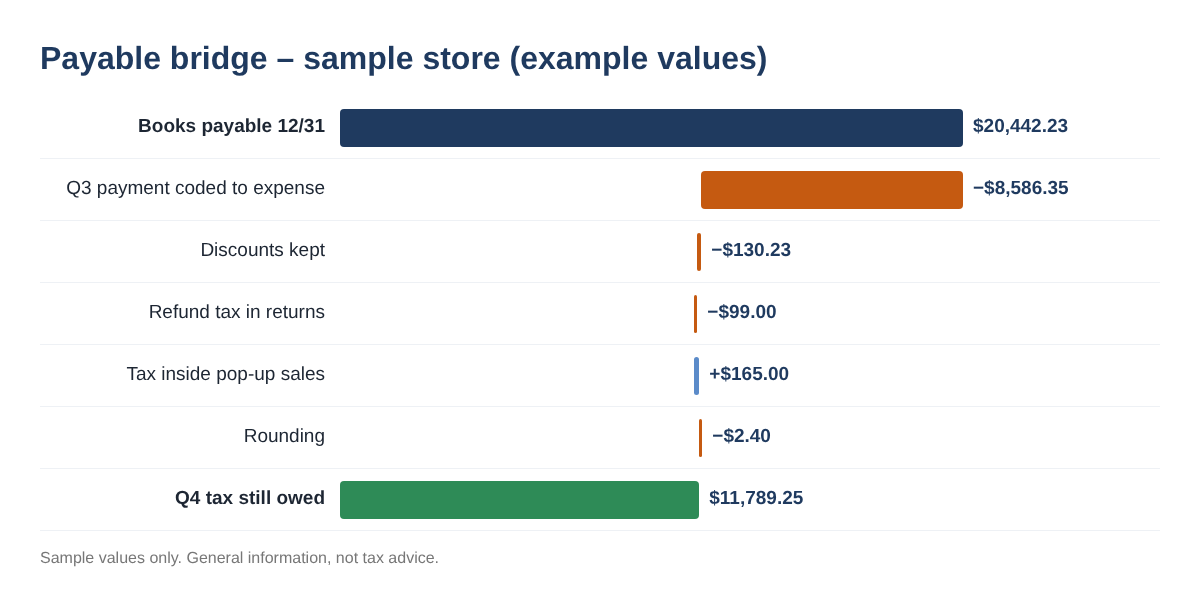 Payable bridge – sample store (example values)
Books payable 12/31 $20,442.23
Q3 payment coded to expense −$8,586.35
Discounts kept −$130.23
Refund tax in returns −$99.00
Tax inside pop-up sales +$165.00
Rounding −$2.40
Q4 tax still owed $11,789.25
Sample values only. General information, not tax advice.